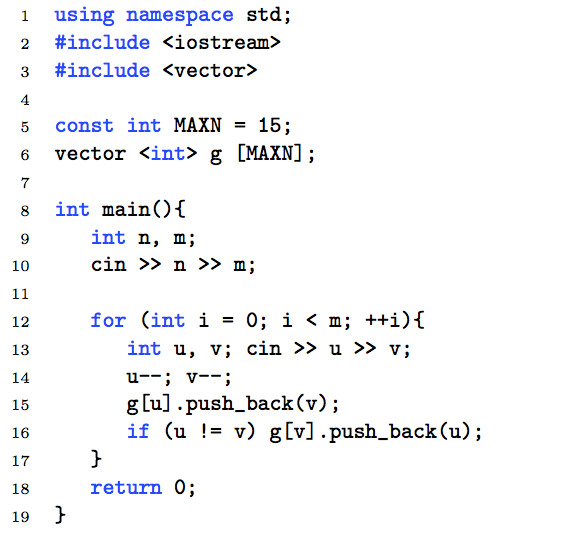 1 using namespace std;
2 #include <iostream>
3 #include <vector>
4
5 const int MAXN = 15;
6 vector <int> g [MAXN];
7
8 int main(){
9 int n, m;
10 cin >> n >> m;
11
12 for (int i = 0; i < m; ++i){
13 int u, v; cin >> u >> v;
14 u--; v--;
15 g[u].push_back(v);
16 if (u != v) g[v].push_back(u);
17 }
18 return 0;
19 }